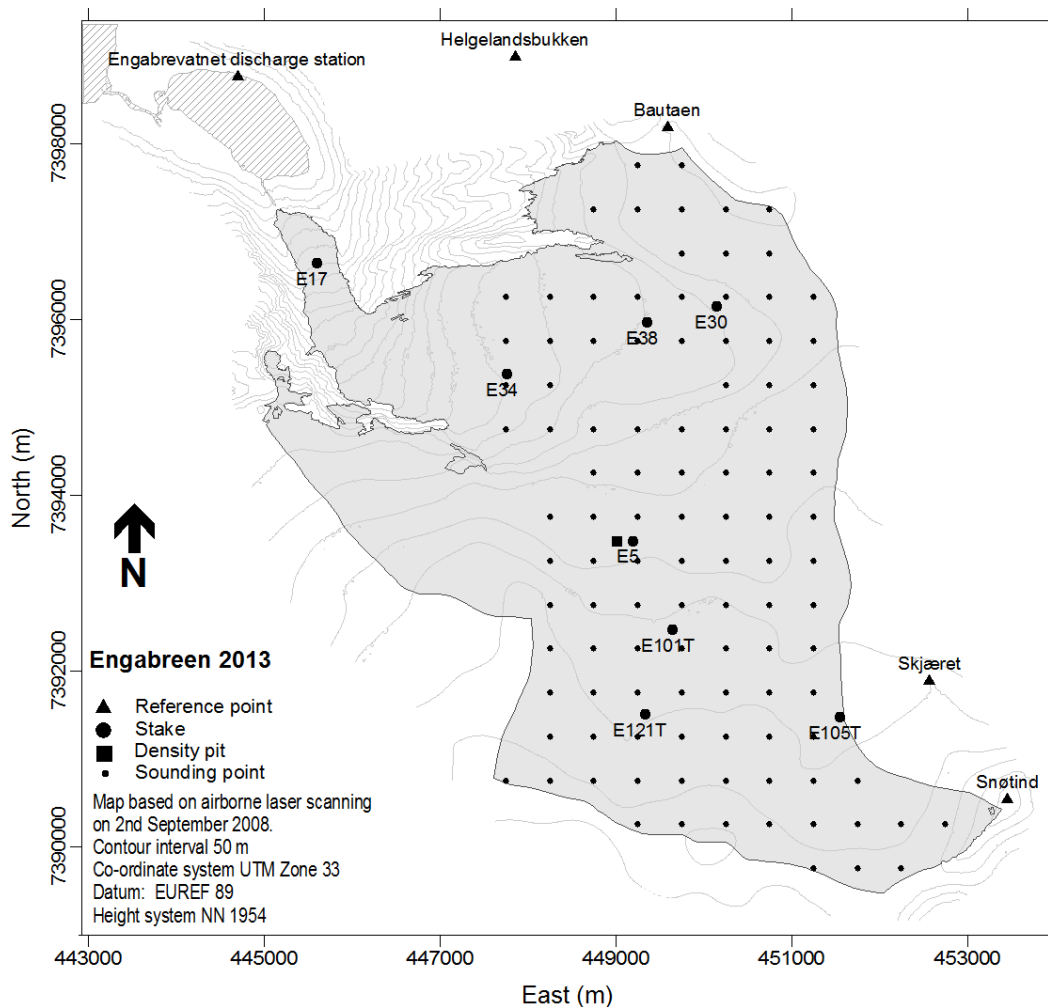 Helgelandsbukken
Engabrevatnet discharge station
Bautaen
7398000
E17
7396000
E30
E38
E34
North (m)
7394000
E5
N
7392000
E101T
Engabreen 2013
Skjæret
Reference point
Stake
E121T
E105T
Density pit
Sounding point
Snøtind
Map based on airborne laser scanning
on 2nd September 2008.
Contour interval 50 m
Co-ordinate system UTM Zone 33
Datum: EUREF 89
Height system NN 1954
7390000
443000 445000 447000 449000 451000 453000
East (m)